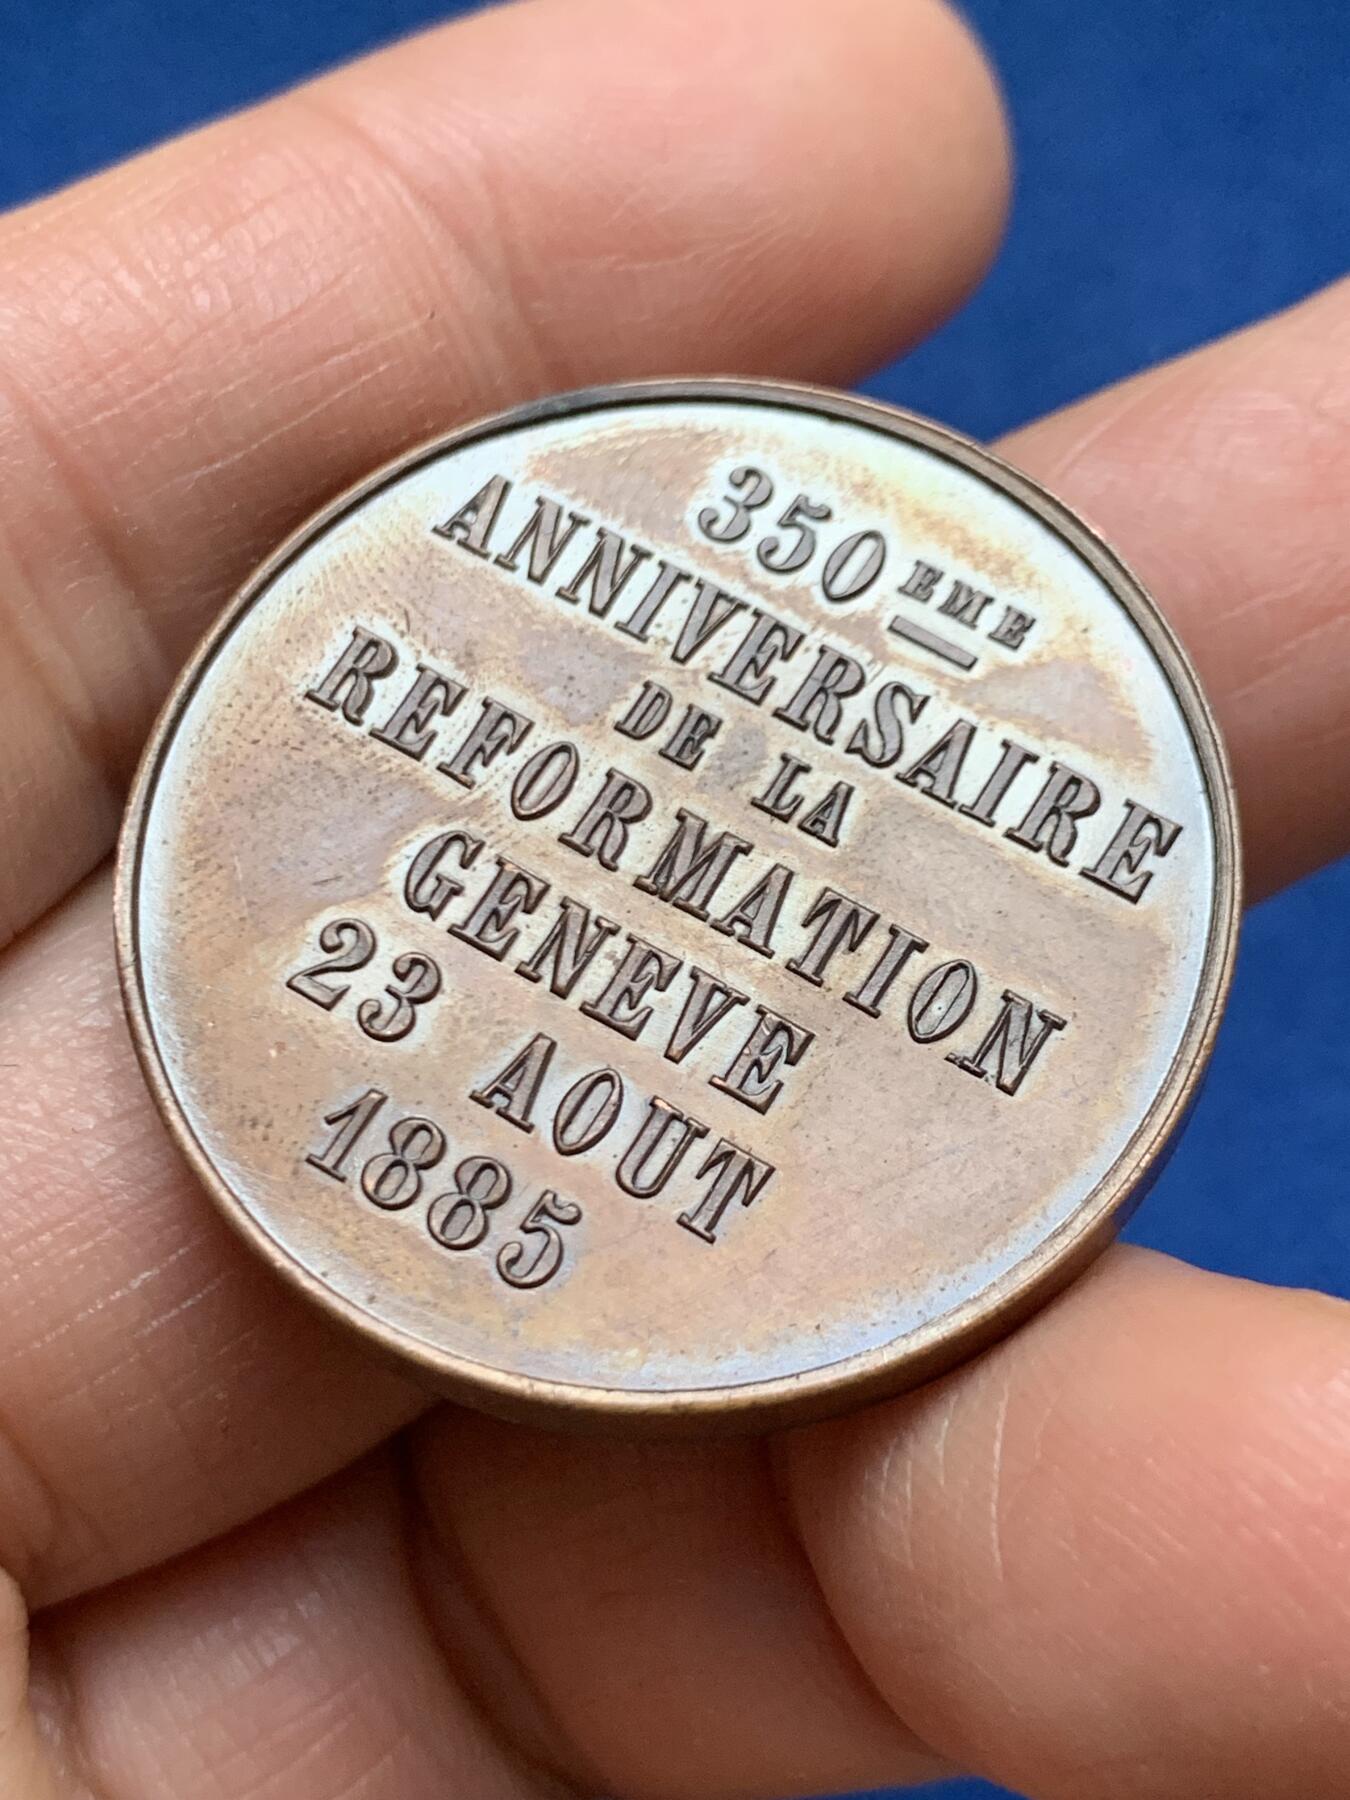 350EME
ANNIVERSAIRE
DE LA
REFORMATION
GENEVE
23 AOUT
1885